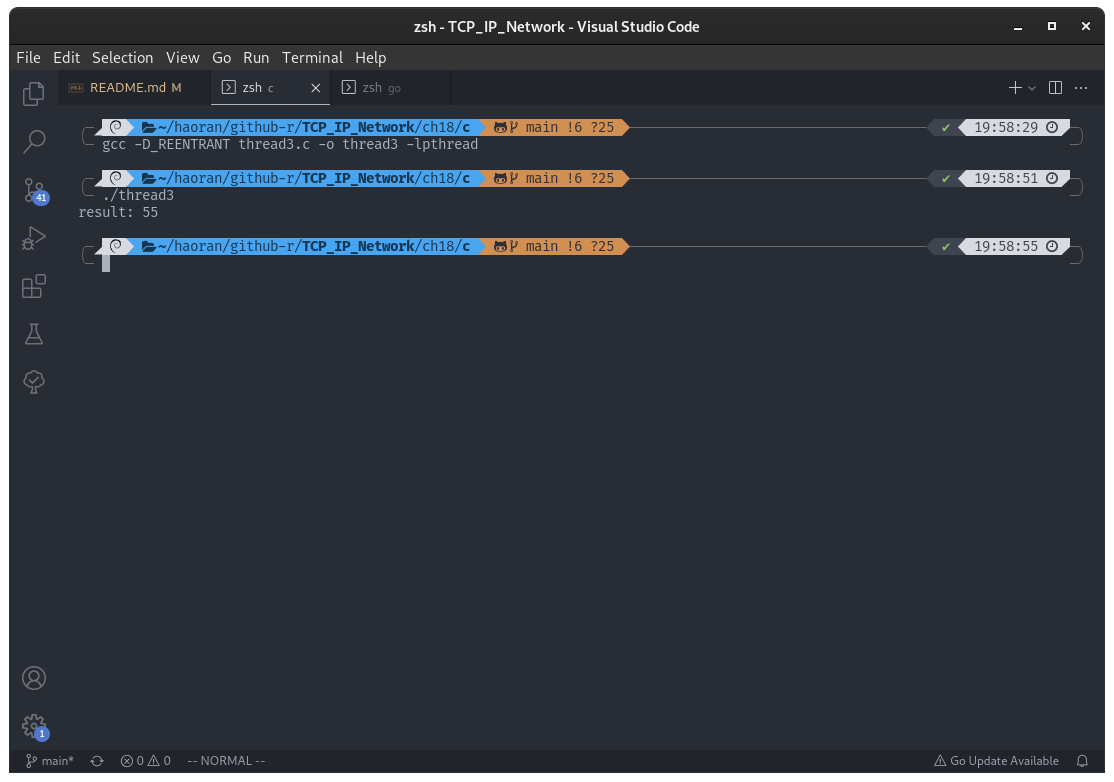 zsh - TCP_IP_Network - Visual Studio Code
File Edit Selection View Go Run Terminal Help
README.md M zsh c zsh go
~/haoran/github-r/TCP_IP_Network/ch18/c main !6 ?25 ✔ 19:58:29
gcc -D_REENTRANT thread3.c -o thread3 -lpthread
41
~/haoran/github-r/TCP_IP_Network/ch18/c main !6 ?25 ✔ 19:58:51
./thread3
result: 55
~/haoran/github-r/TCP_IP_Network/ch18/c main !6 ?25 ✔ 19:58:55
1
main* 0 0 -- NORMAL -- Go Update Available